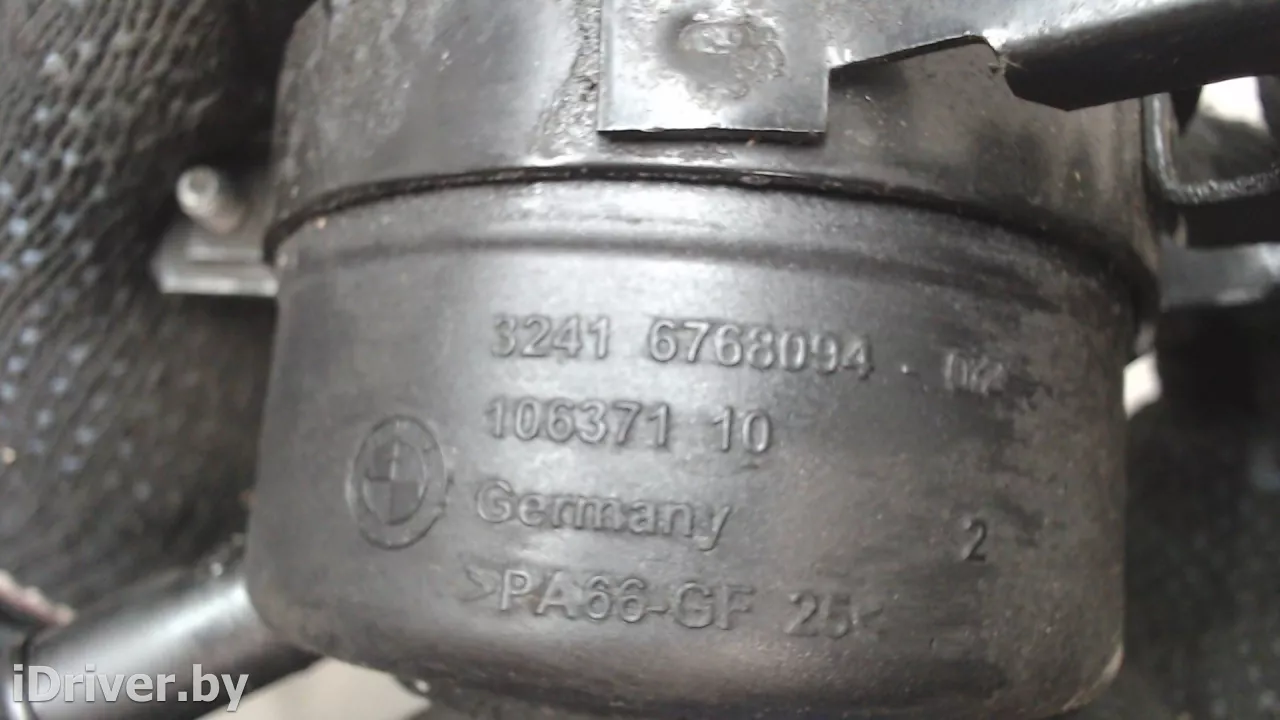 3241 6768094 -
106371 10
Germany
2
>PA66-GF 25<
iDriver.by